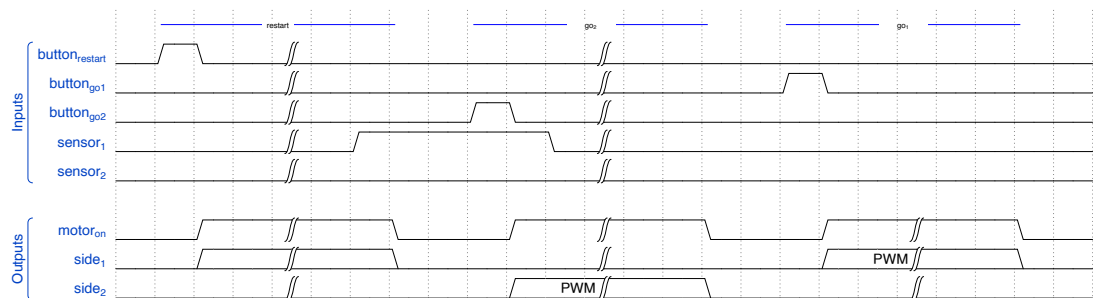 restart go₂ go₁
Inputs
button_restart
button_go1
button_go2
sensor₁
sensor₂
Outputs
motor_on
side₁ PWM
side₂ PWM